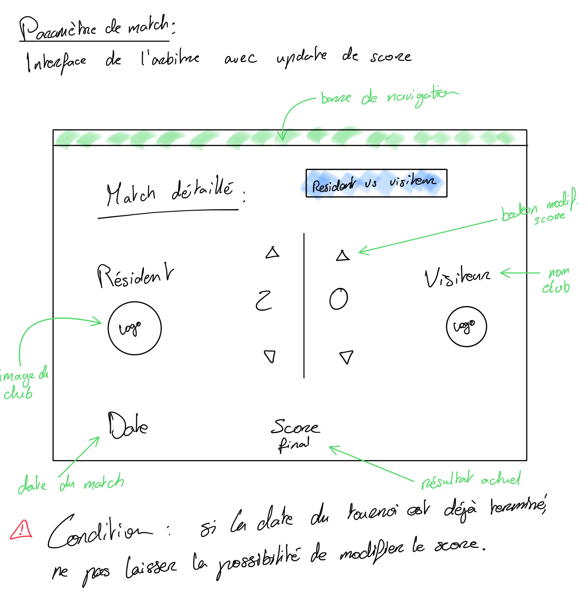 Paramètre de match:
Interface de l'arbitre avec update de score
barre de navigation
Match détaillé :
Resident vs visiteur
bouton modif.
score
Résident
Visiteur
nom
club
2
0
Logo
Logo
image du
club
Date
Score
final
date du match
résultat actuel
Condition : si la date du tournoi est déjà terminé,
ne pas laisser la possibilité de modifier le score.